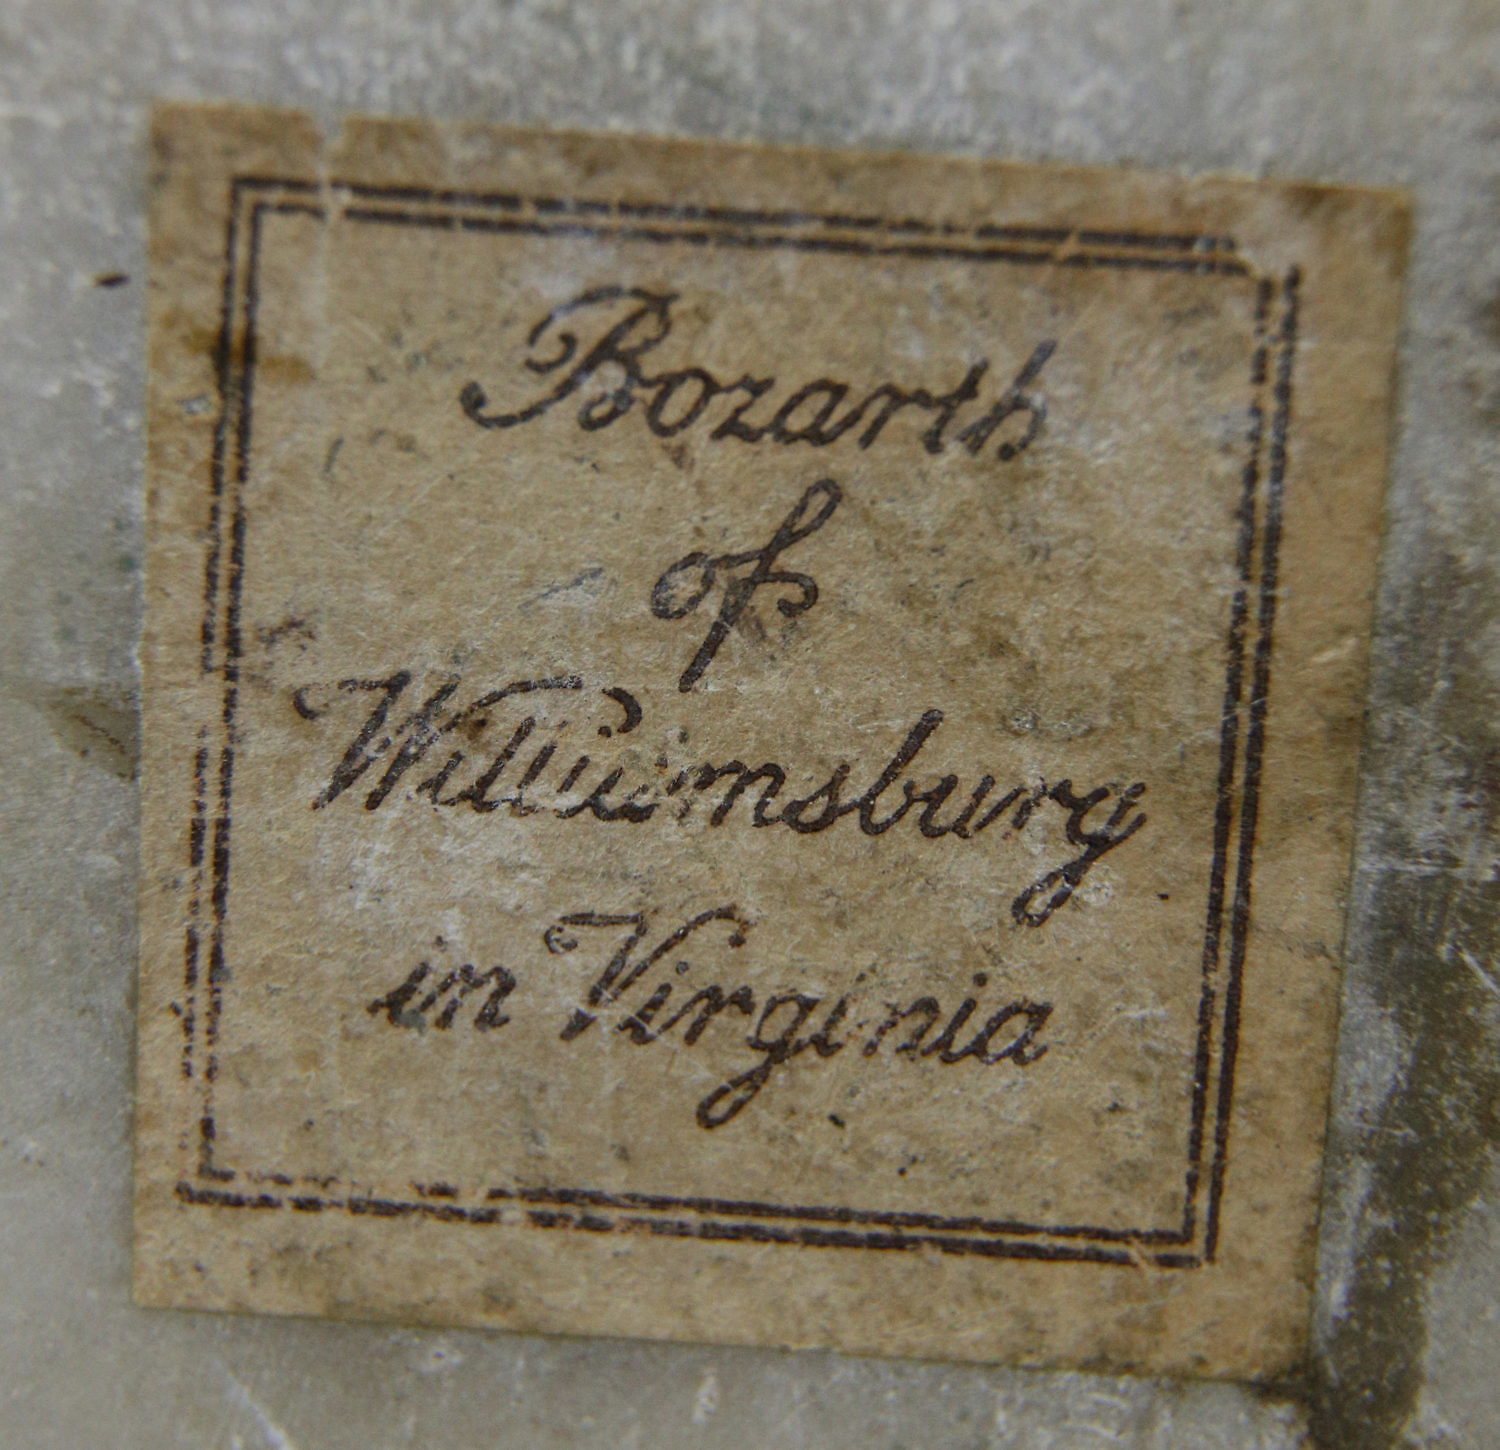 Bozarth
of
Williamsburg
in Virginia